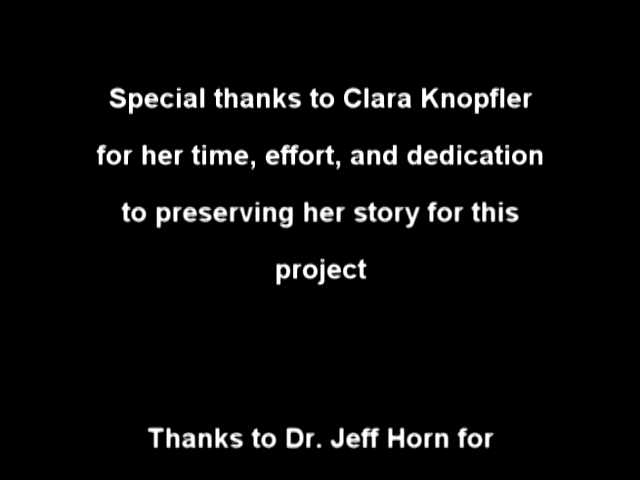 Special thanks to Clara Knopfler
for her time, effort, and dedication
to preserving her story for this
project
Thanks to Dr. Jeff Horn for